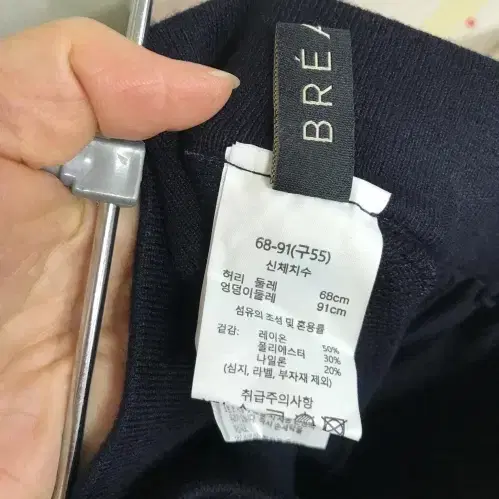 BREA
68-91(구55)
신체치수
허리 둘레 68cm
엉덩이둘레 91cm
섬유의 조성 및 혼용률
겉감: 레이온 50%
폴리에스터 30%
나일론 20%
(심지, 라벨, 부자재 제외)
취급주의사항